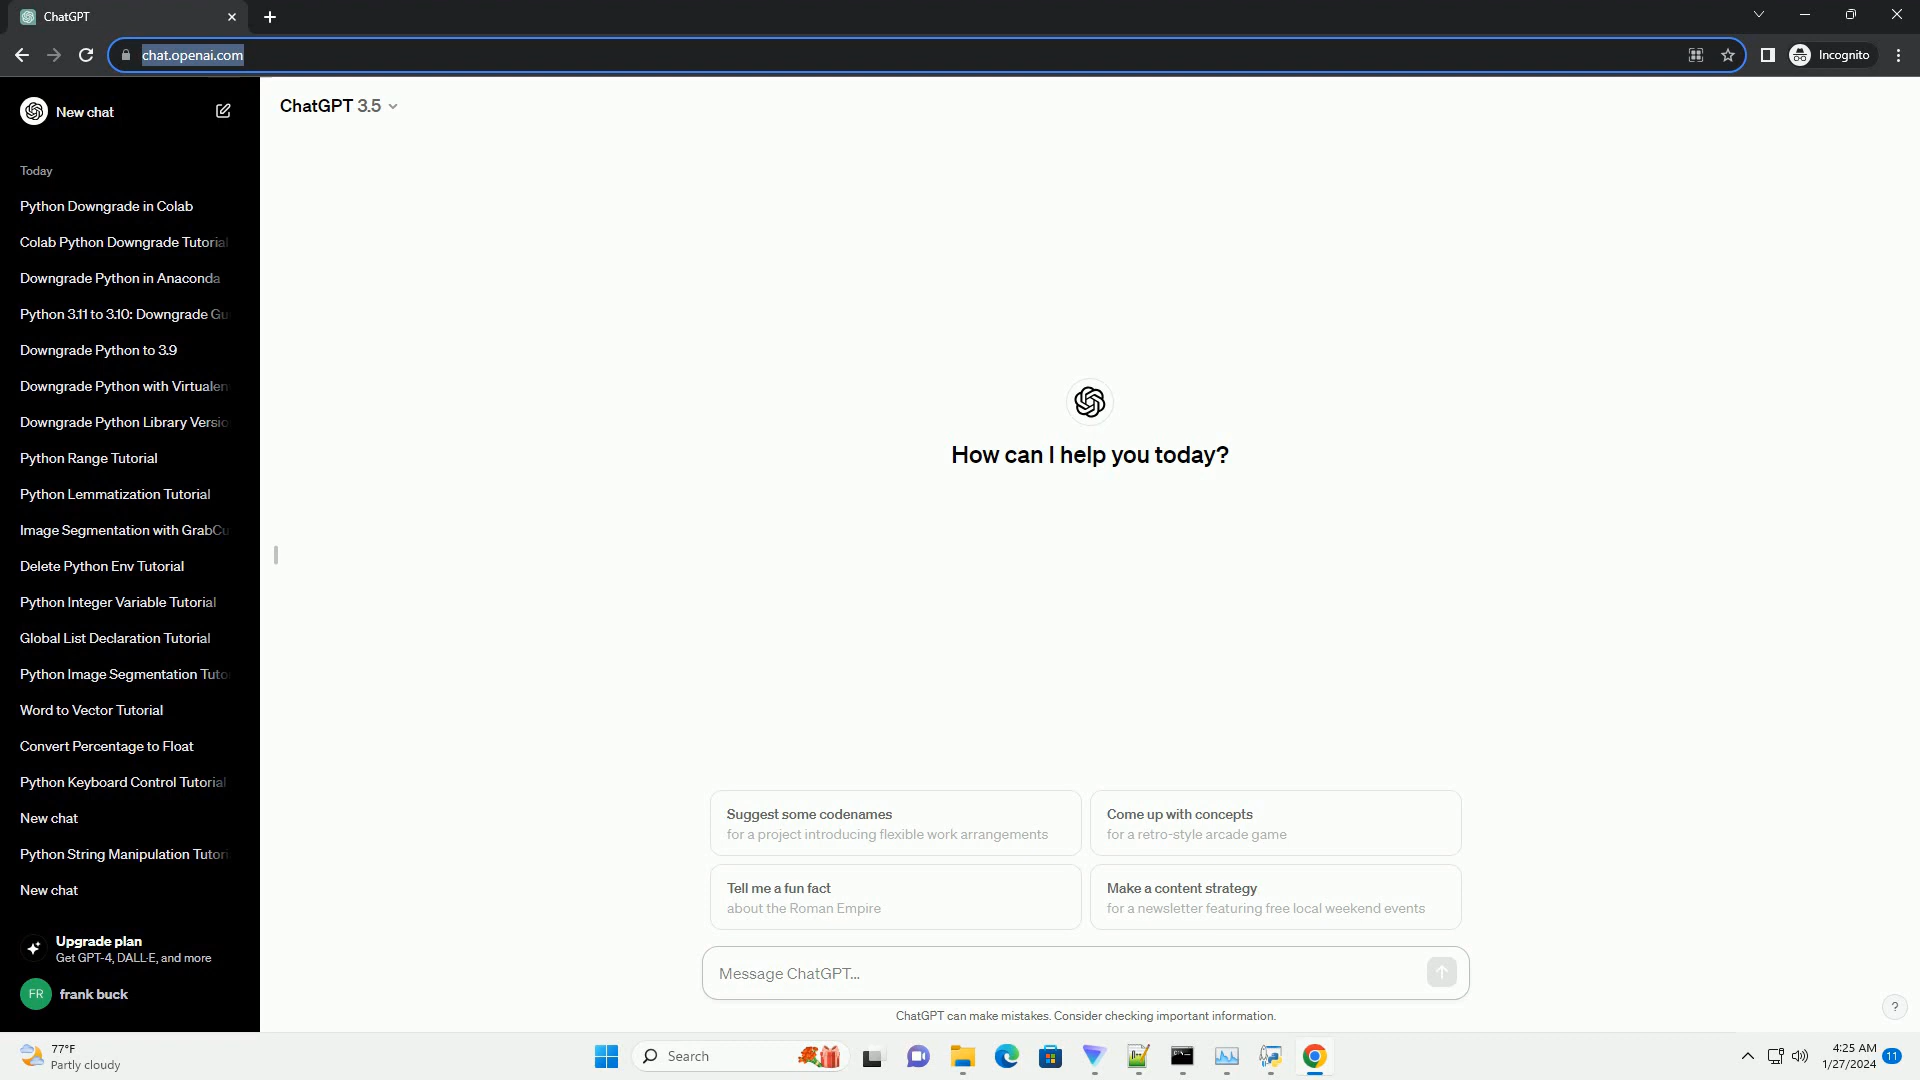 ChatGPT
chat.openai.com
Incognito
New chat
ChatGPT 3.5
Today
Python Downgrade in Colab
Colab Python Downgrade Tutorial
Downgrade Python in Anaconda
Python 3.11 to 3.10: Downgrade Gu
Downgrade Python to 3.9
Downgrade Python with Virtualen
Downgrade Python Library Versio
Python Range Tutorial
Python Lemmatization Tutorial
Image Segmentation with GrabCu
Delete Python Env Tutorial
Python Integer Variable Tutorial
Global List Declaration Tutorial
Python Image Segmentation Tuto
Word to Vector Tutorial
Convert Percentage to Float
Python Keyboard Control Tutorial
New chat
Python String Manipulation Tutori
New chat
Upgrade plan
Get GPT-4, DALL·E, and more
FR
frank buck
How can I help you today?
Suggest some codenames
for a project introducing flexible work arrangements
Come up with concepts
for a retro-style arcade game
Tell me a fun fact
about the Roman Empire
Make a content strategy
for a newsletter featuring free local weekend events
Message ChatGPT...
ChatGPT can make mistakes. Consider checking important information.
?
77°F
Partly cloudy
Search
4:25 AM
1/27/2024
11